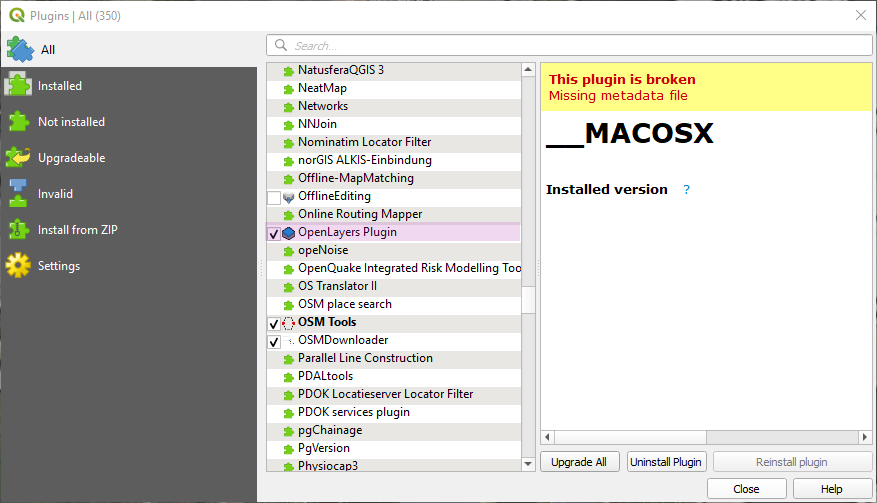 Plugins | All (350)
All
Installed
Not installed
Upgradeable
Invalid
Install from ZIP
Settings
Search...
NatusferaQGIS 3
NeatMap
Networks
NNJoin
Nominatim Locator Filter
norGIS ALKIS-Einbindung
Offline-MapMatching
OfflineEditing
Online Routing Mapper
OpenLayers Plugin
opeNoise
OpenQuake Integrated Risk Modelling Too
OS Translator II
OSM place search
OSM Tools
OSMDownloader
Parallel Line Construction
PDALtools
PDOK Locatieserver Locator Filter
PDOK services plugin
pgChainage
PgVersion
Physiocap3
This plugin is broken
Missing metadata file
__MACOSX
Installed version ?
Upgrade All
Uninstall Plugin
Reinstall plugin
Close
Help